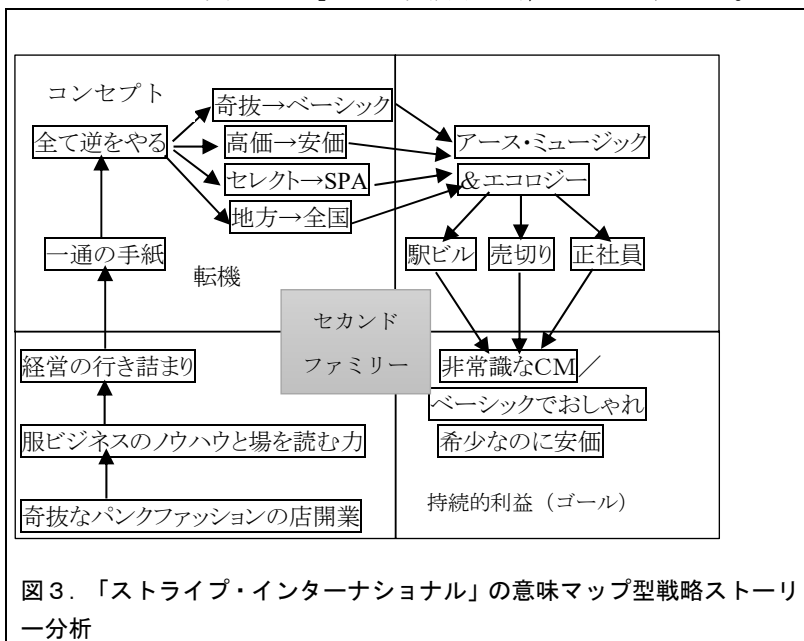 コンセプト
奇抜→ベーシック
全て逆をやる
高価→安価
セレクト→SPA
地方→全国
一通の手紙
転機
アース・ミュージック
&エコロジー
駅ビル
売切り
正社員
セカンド
ファミリー
経営の行き詰まり
服ビジネスのノウハウと場を読む力
奇抜なパンクファッションの店開業
非常識なCM/
ベーシックでおしゃれ
希少なのに安価
持続的利益(ゴール)
図3.「ストライプ・インターナショナル」の意味マップ型戦略ストーリ
ー分析